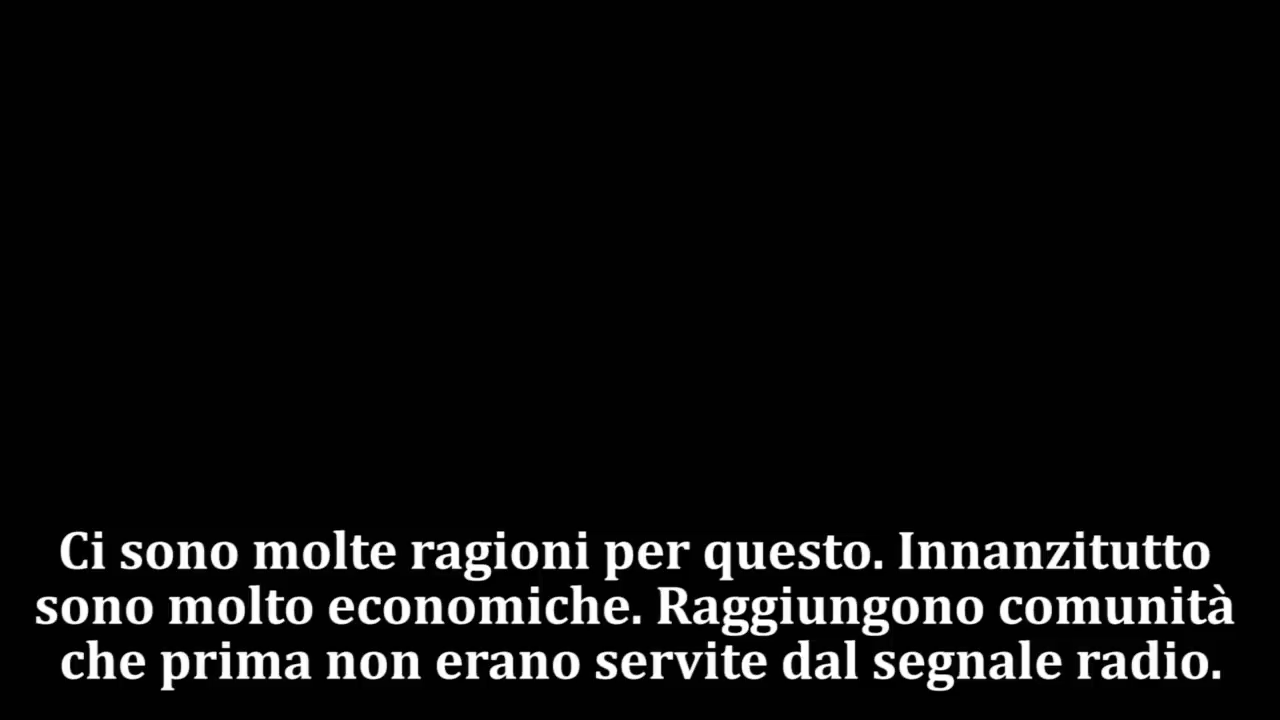 Ci sono molte ragioni per questo. Innanzitutto
sono molto economiche. Raggiungono comunità
che prima non erano servite dal segnale radio.